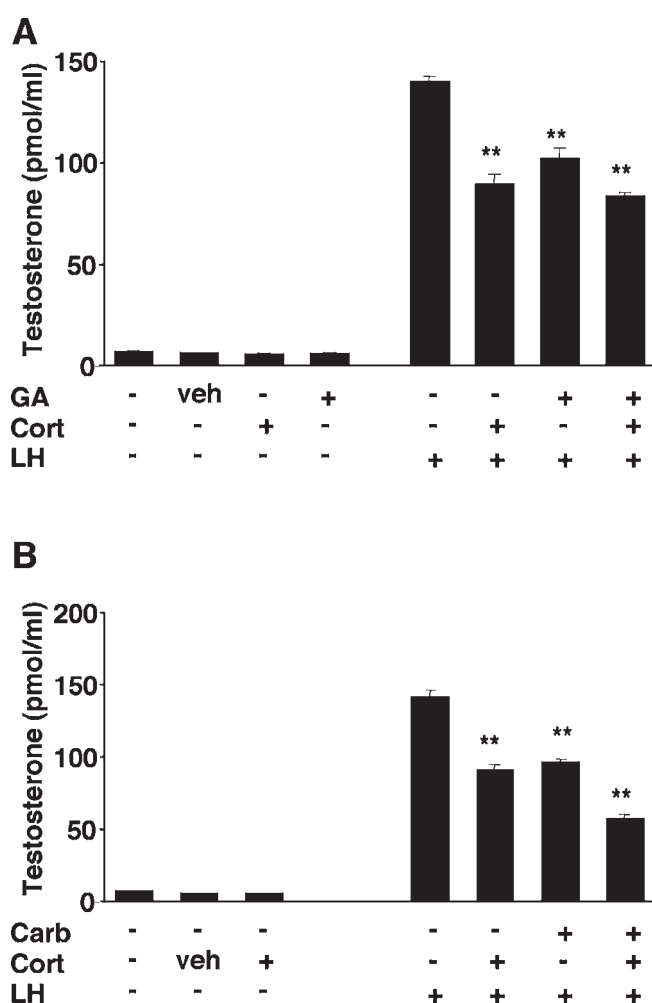 A
Testosterone (pmol/ml)
150
100
50
0
** ** **
GA - veh - + - - + +
Cort - - + - - + - +
LH - - - - + + + +
B
Testosterone (pmol/ml)
200
150
100
50
0
** ** **
Carb - - - - - + +
Cort - veh + - + - +
LH - - - + + + +